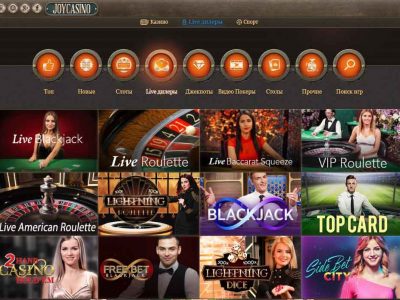 JOYCASINO
Казино
Live дилеры
Спорт
Топ
Новые
Слоты
Live дилеры
Джекпоты
Видео Покеры
Столы
Прочие
Поиск игр
Live Blackjack
Live Roulette
Live Baccarat Squeeze
VIP Roulette
Live American Roulette
LIGHTNING
ROULETTE
BLACKJACK
TOP CARD
2 HAND
CASINO
HOLD'EM
FREE BET
BLACKJACK
LIGHTNING
DICE
Side Bet
CITY